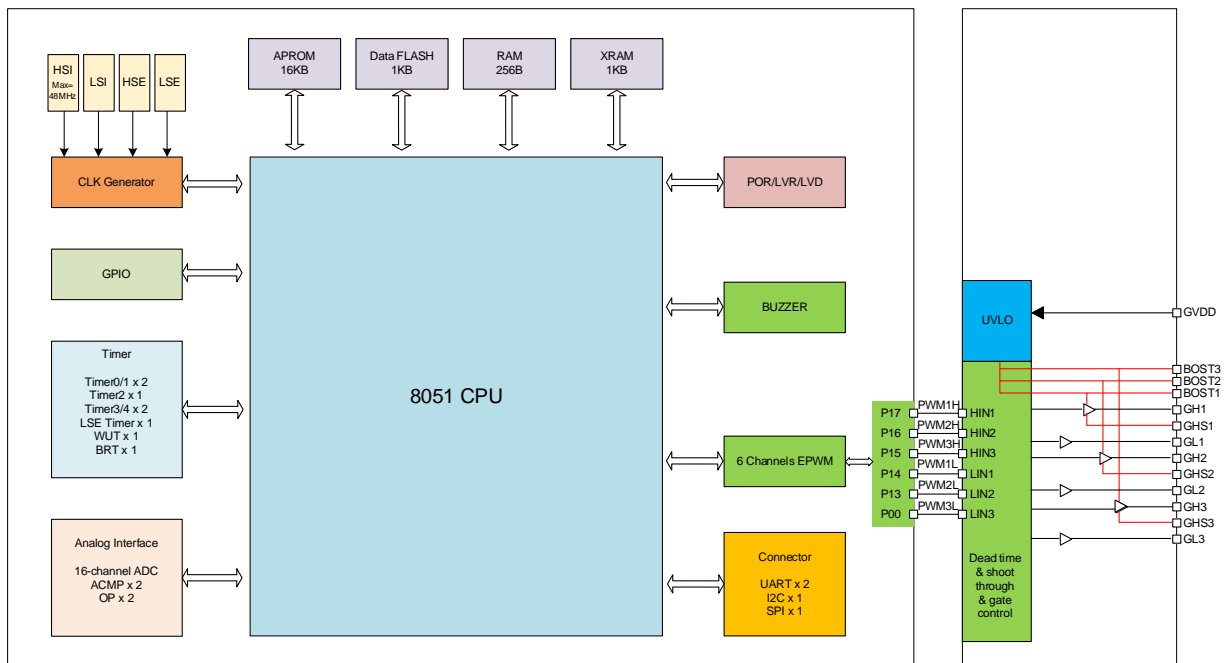 HSI
Max=
48MHz
LSI
HSE
LSE
APROM
16KB
Data FLASH
1KB
RAM
256B
XRAM
1KB
CLK Generator
GPIO
Timer
Timer0/1 x 2
Timer2 x 1
Timer3/4 x 2
LSE Timer x 1
WUT x 1
BRT x 1
Analog Interface
16-channel ADC
ACMP x 2
OP x 2
8051 CPU
POR/LVR/LVD
BUZZER
6 Channels EPWM
Connector
UART x 2
I2C x 1
SPI x 1
P17
P16
P15
P14
P13
P00
PWM1H
PWM2H
PWM3H
PWM1L
PWM2L
PWM3L
HIN1
HIN2
HIN3
LIN1
LIN2
LIN3
UVLO
Dead time
& shoot
through
& gate
control
GVDD
BOST3
BOST2
BOST1
GH1
GHS1
GL1
GH2
GHS2
GL2
GH3
GHS3
GL3